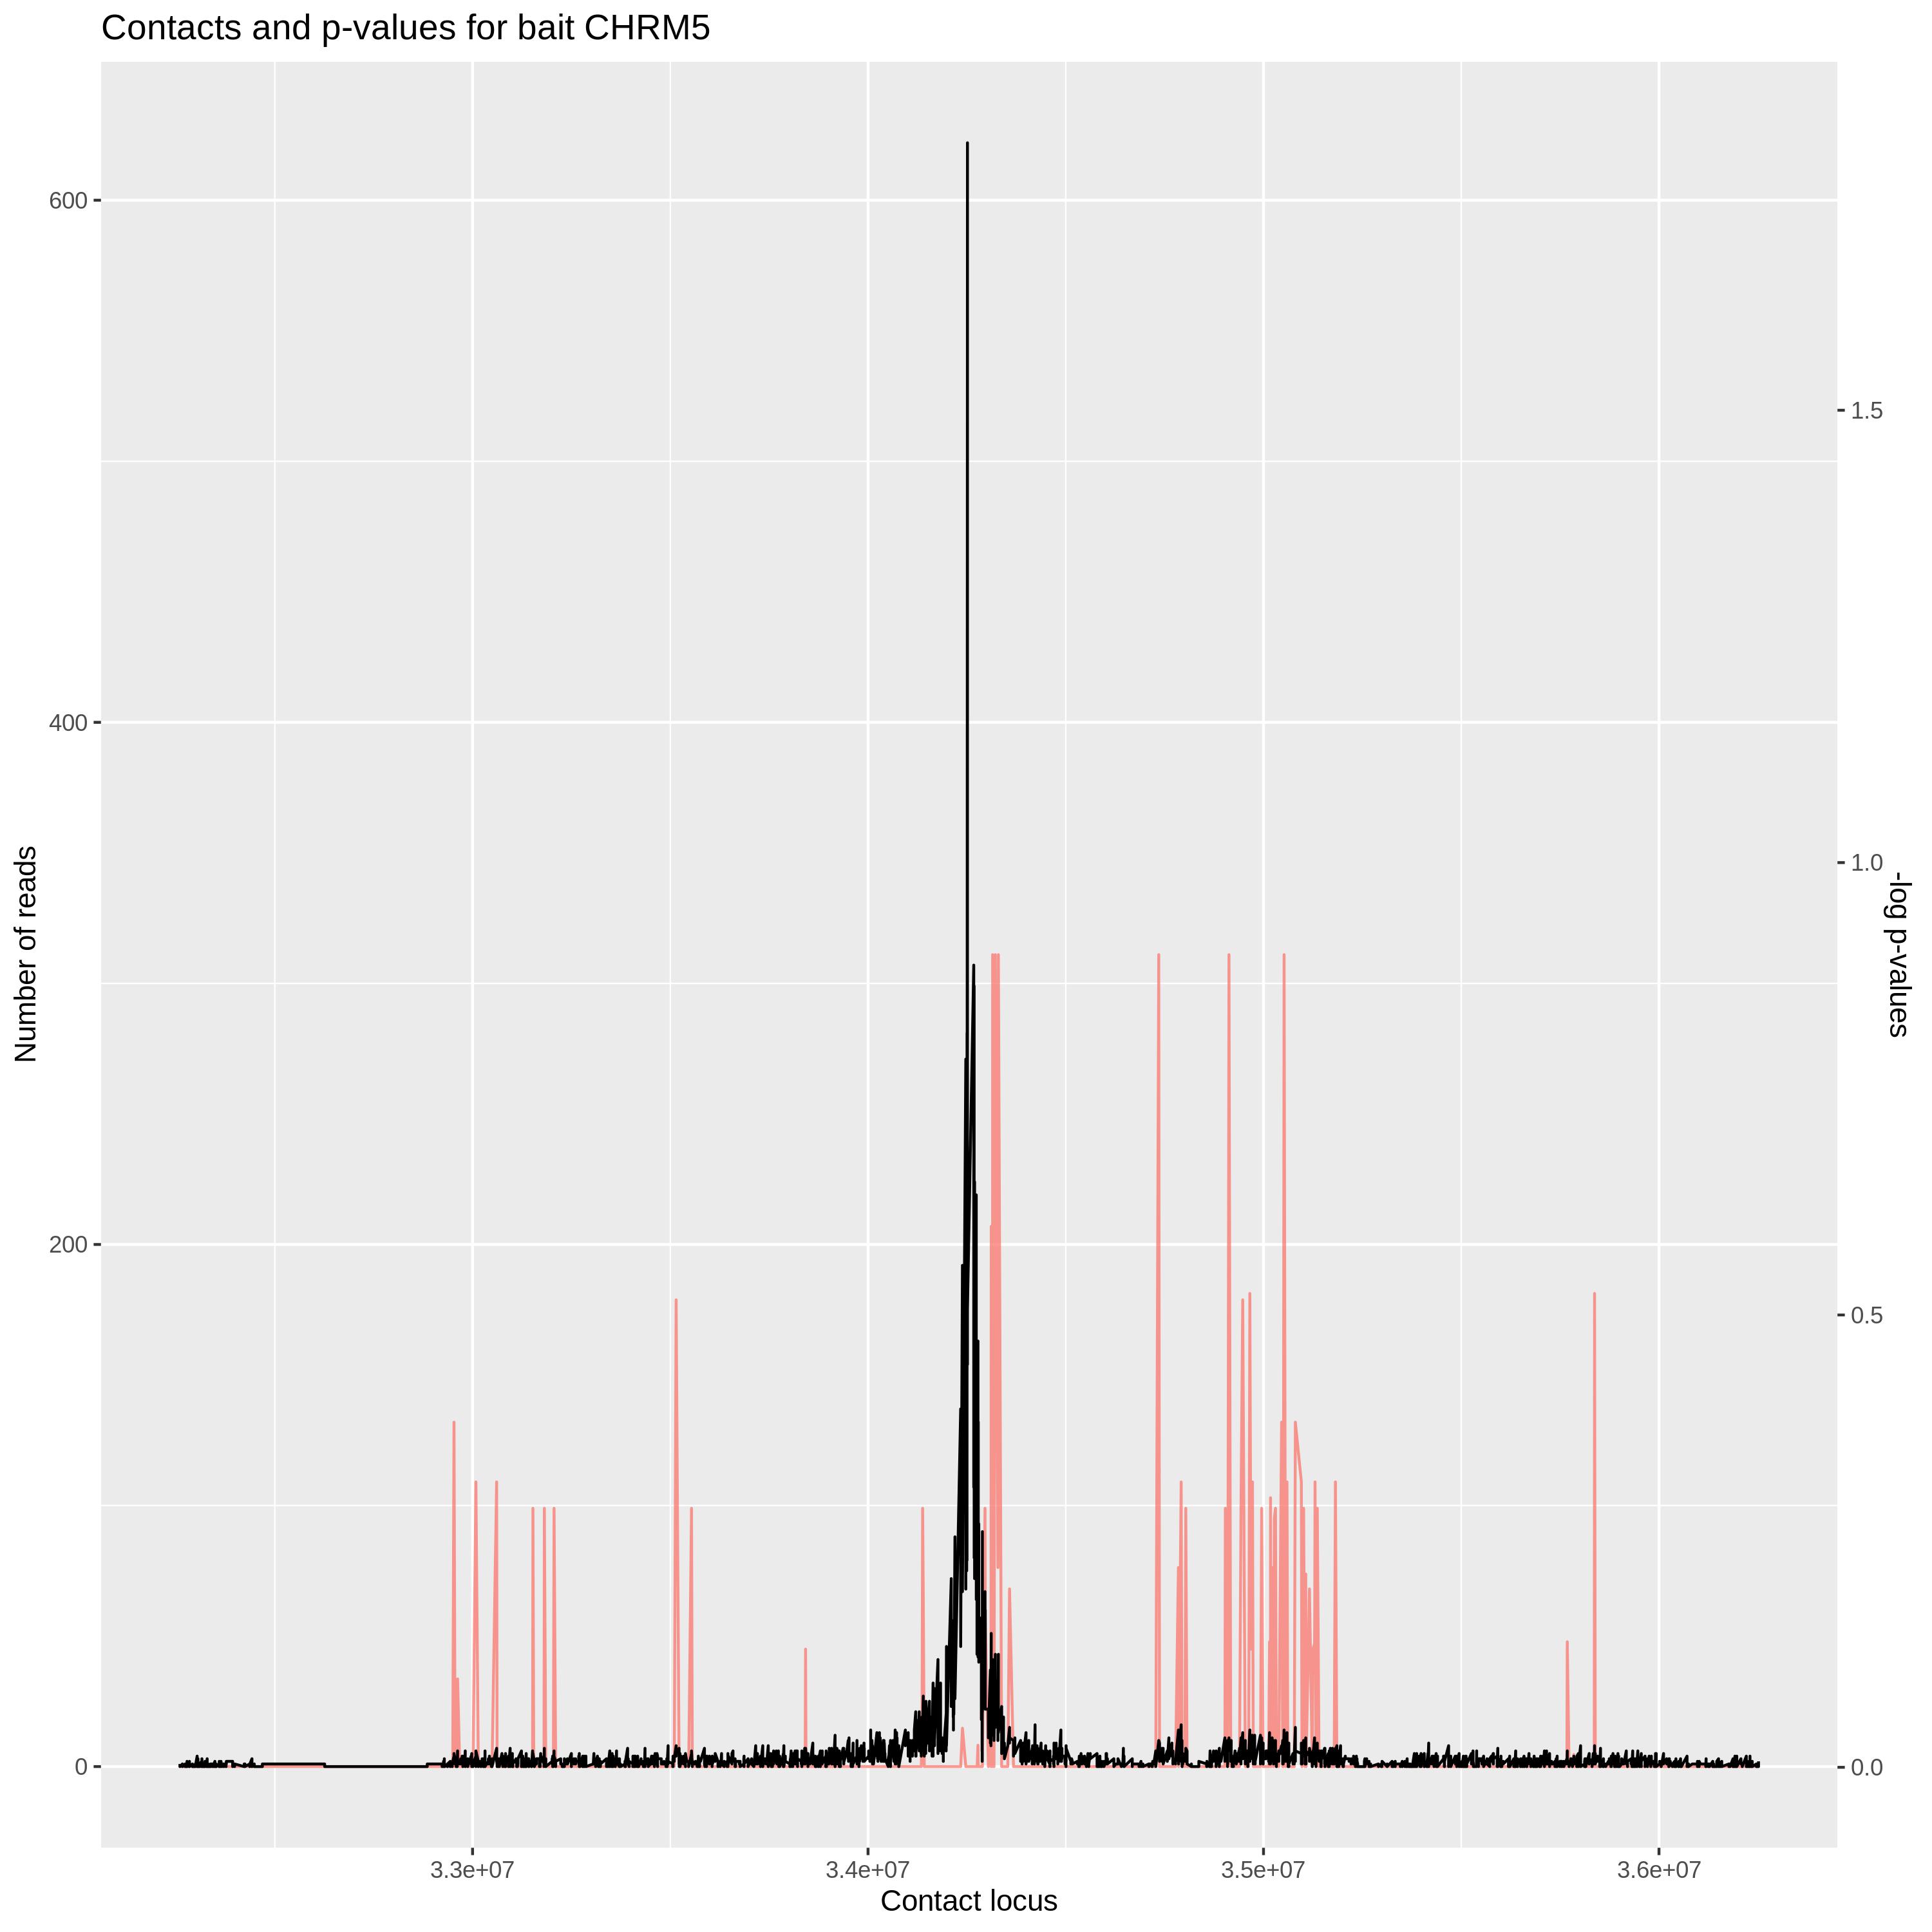 Contacts and p-values for bait CHRM5
600
400
200
0
Number of reads
1.5
1.0
0.5
0.0
-log p-values
3.3e+07
3.4e+07
3.5e+07
3.6e+07
Contact locus